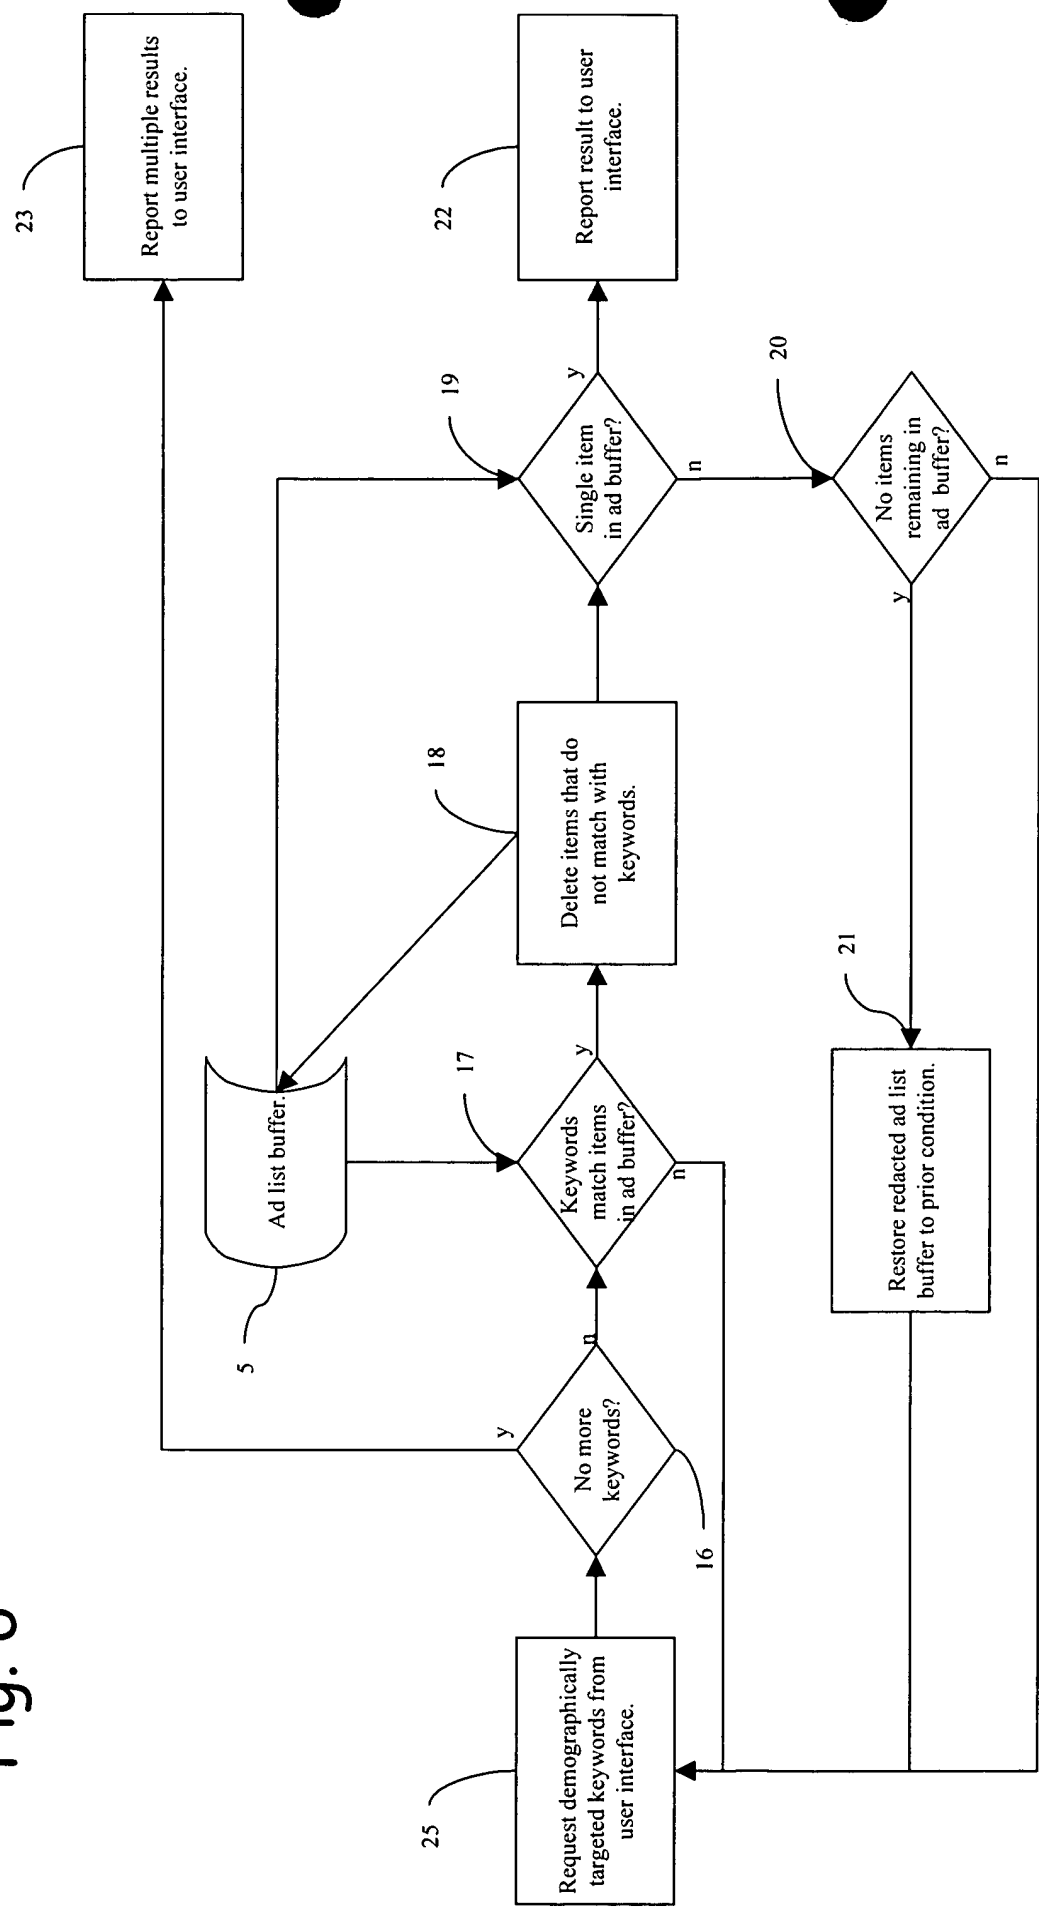 Fig. 6
23
Report multiple results
to user interface.
5
Ad list buffer.
25
Request demographically
targeted keywords from
user interface.
No more
keywords?
y
n
16
17
Keywords
match items
in ad buffer?
y
n
18
Delete items that do
not match with
keywords.
19
Single item
in ad buffer?
y
n
22
Report result to user
interface.
20
No items
remaining in
ad buffer?
y
n
21
Restore redacted ad list
buffer to prior condition.